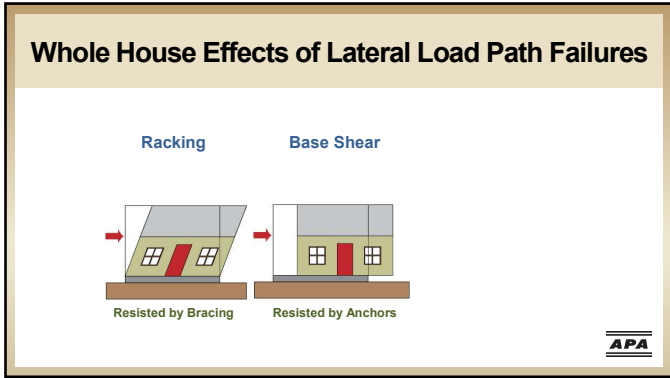 Whole House Effects of Lateral Load Path Failures
Racking
Base Shear
Resisted by Bracing
Resisted by Anchors
APA